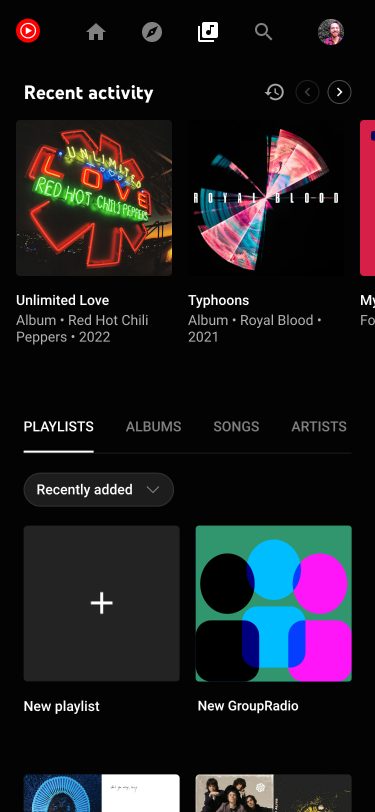 Recent activity
UNLIMITED
LOVE
RED HOT CHILI PEPPERS
ROYAL BLOOD
Unlimited Love
Album • Red Hot Chili
Peppers • 2022
Typhoons
Album • Royal Blood •
2021
My
Fo
PLAYLISTS ALBUMS SONGS ARTISTS
Recently added
New playlist
New GroupRadio